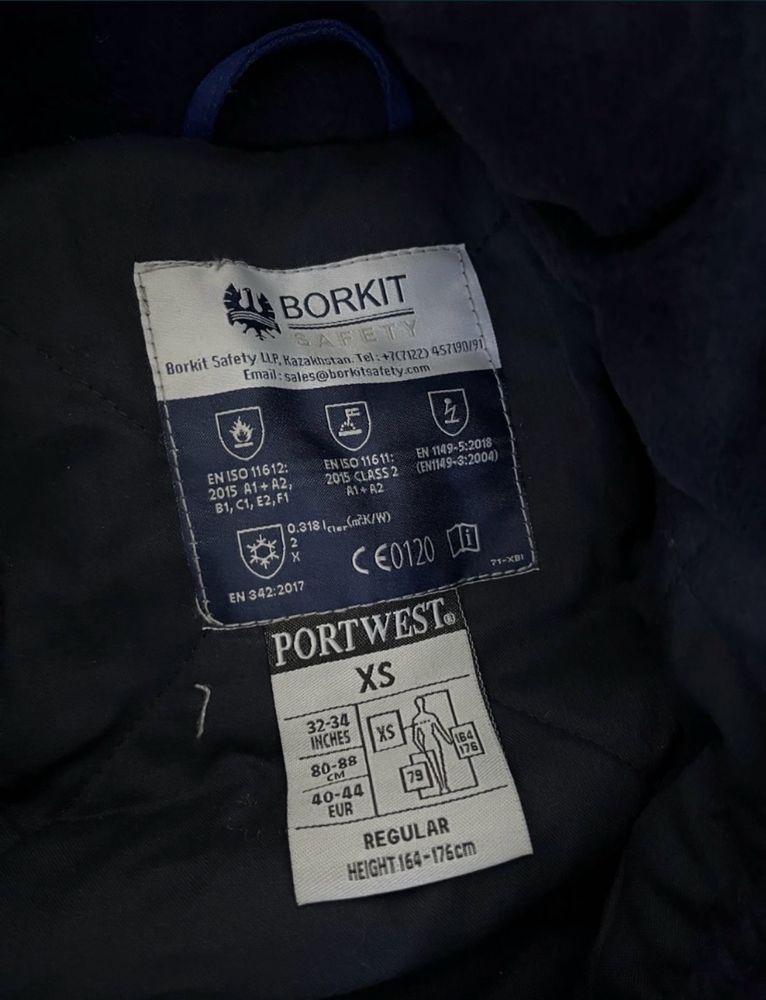 BORKIT
SAFETY
Borkit Safety LLP, Kazakhstan. Tel: +7(7122) 457190/91
Email: sales@borkitsafety.com
EN ISO 11612:
2015 A1+A2,
B1, C1, E2, F1
EN ISO 11611:
2015 CLASS 2
A1+A2
EN 1149-5:2018
(EN1149-3:2004)
0.318 Icler(m²K/W)
2
X
EN 342:2017
CE0120
i
71-XBI
PORTWEST®
XS
32-34
INCHES
80-88
CM
40-44
EUR
XS
164
176
79
REGULAR
HEIGHT 164-176cm